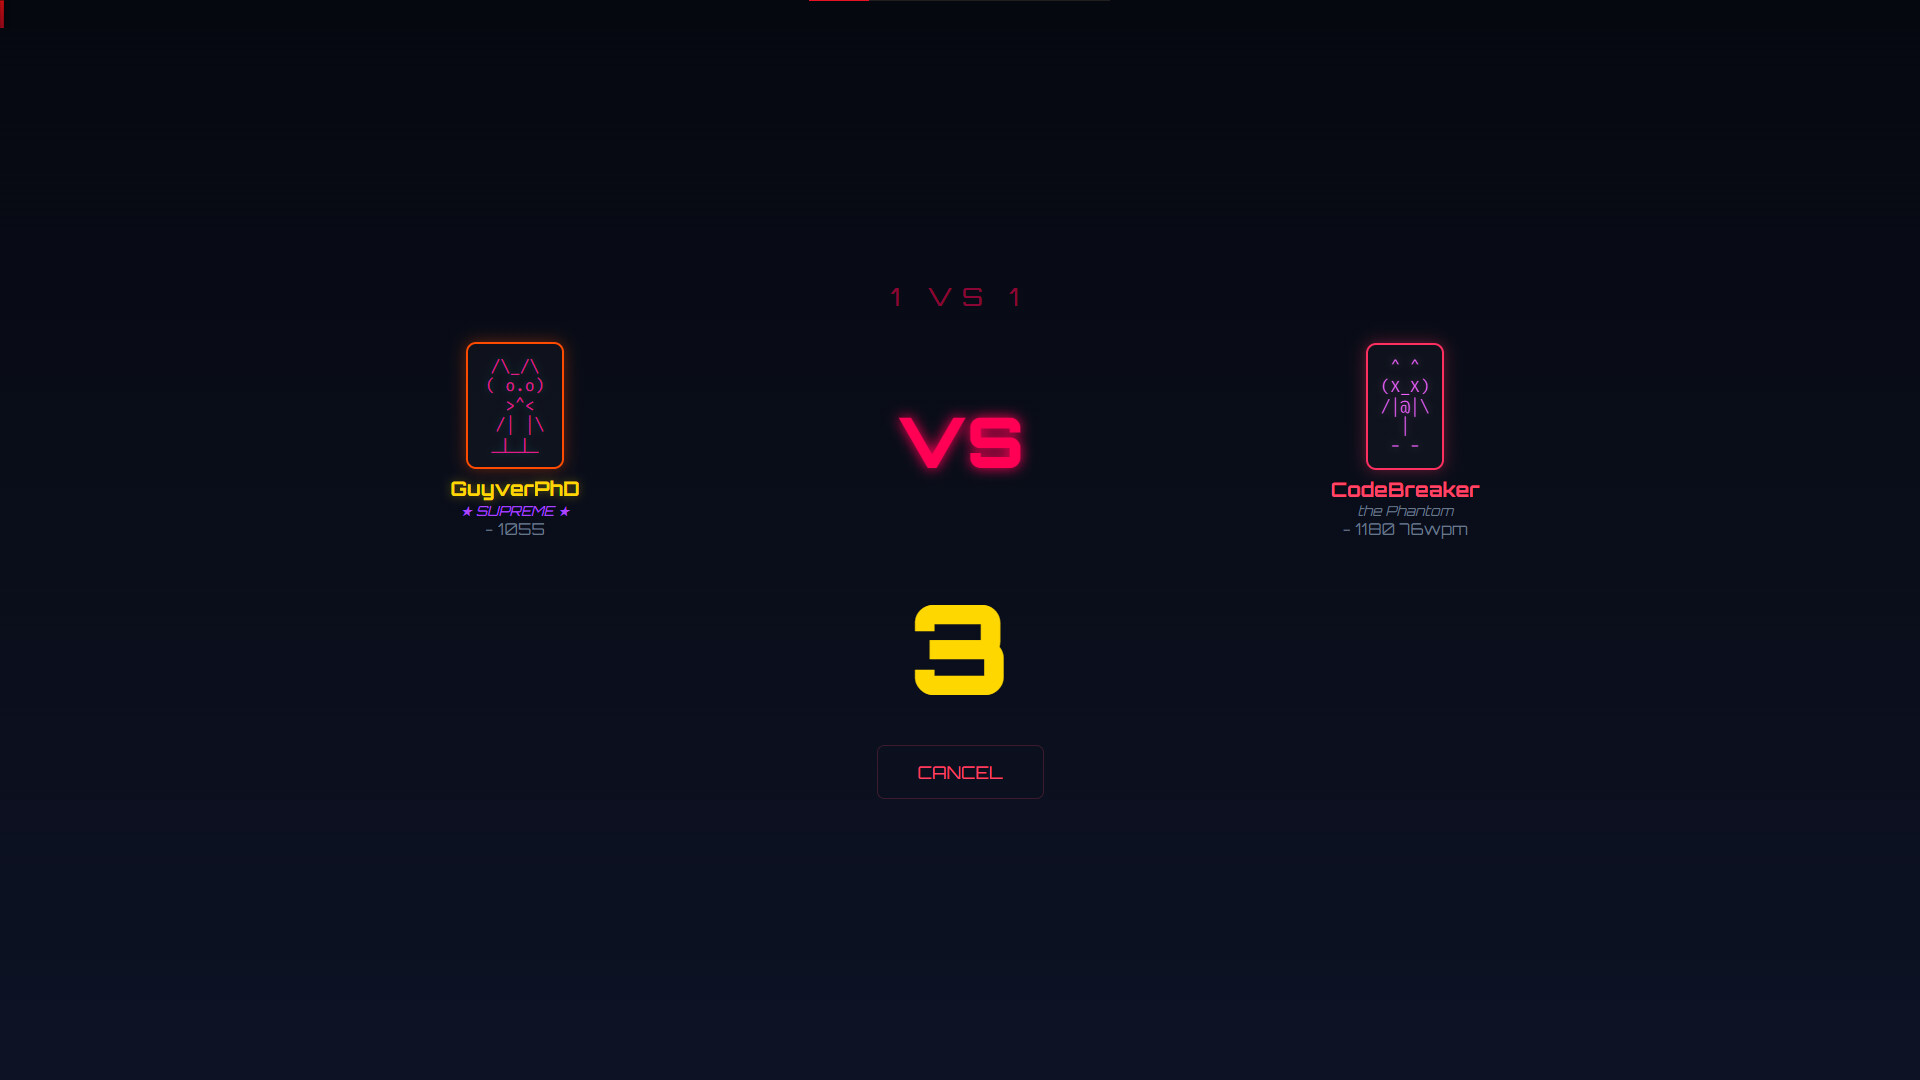 1 VS 1
/\_/\
( o.o)
>^<
/| |\
_|_|_
GuyverPhD
★ SUPREME ★
- 1055
VS
^ ^
(X_X)
/|@|\
|
- -
CodeBreaker
the Phantom
- 1180 76wpm
3
CANCEL